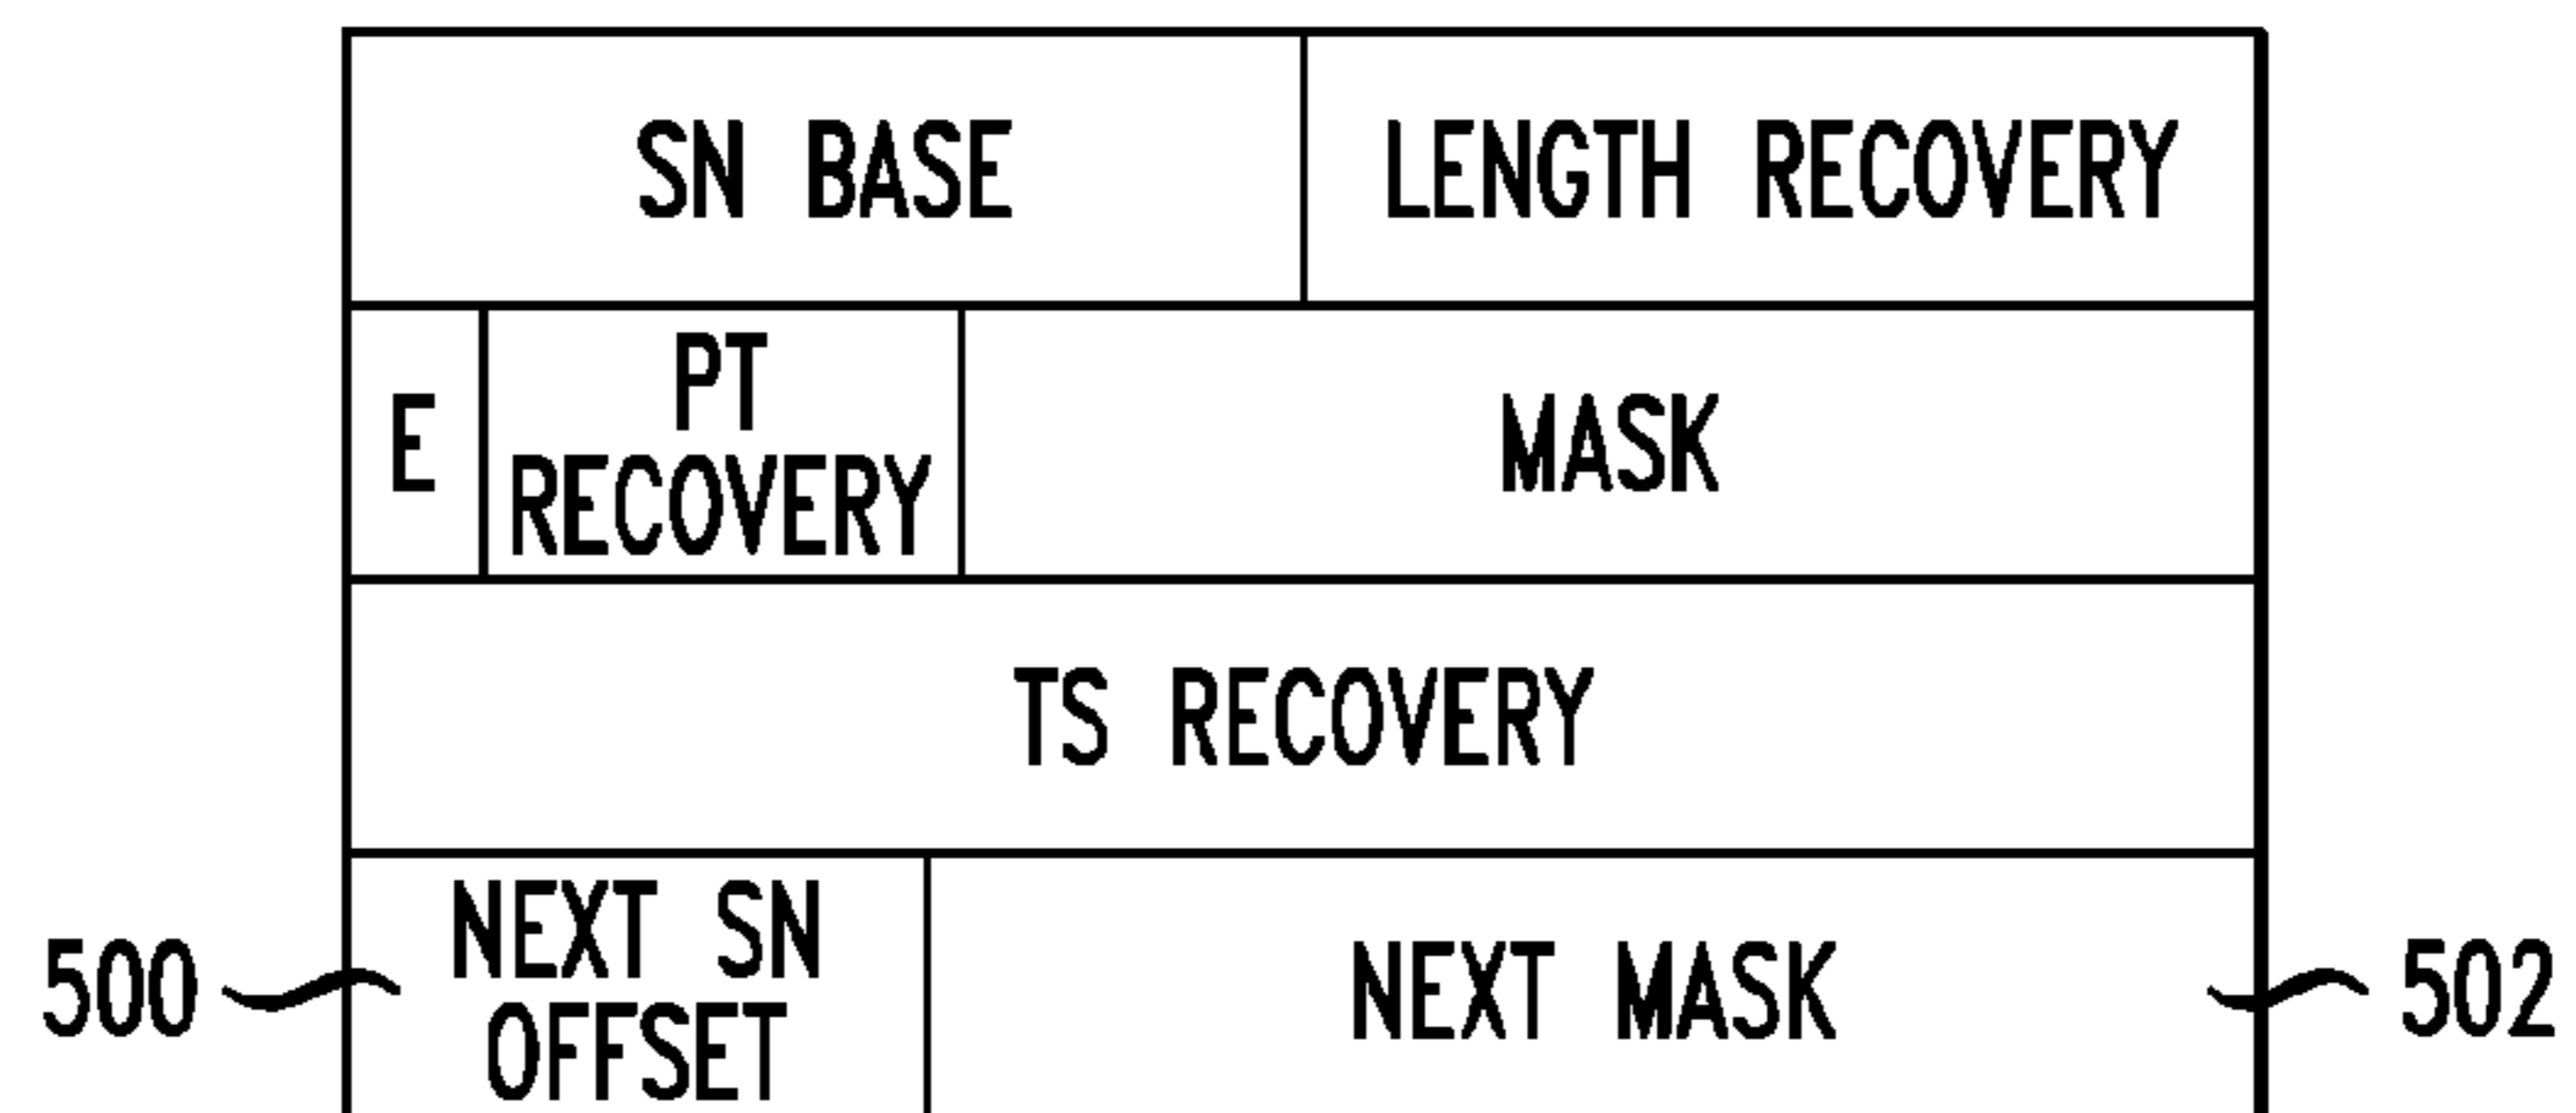 SN BASE
LENGTH RECOVERY
E
PT
RECOVERY
MASK
TS RECOVERY
500
NEXT SN
OFFSET
NEXT MASK
502